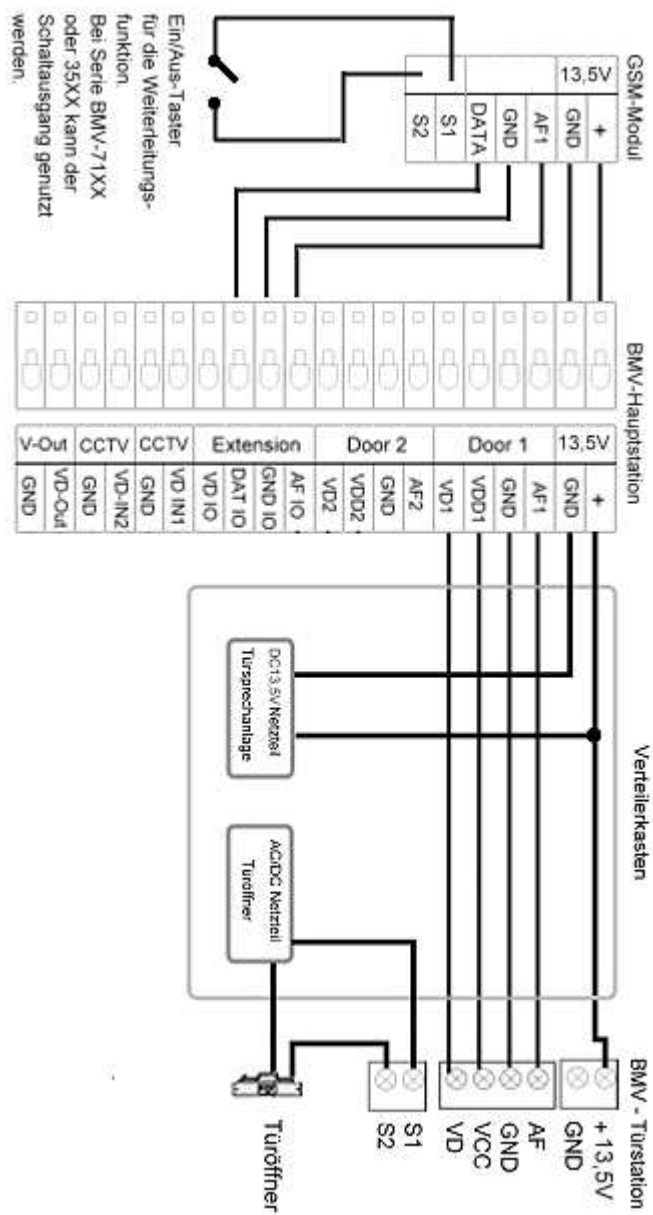 GSM-Modul
13,5V
+
GND
AF1
GND
DATA
S1
S2
Ein/Aus-Taster
für die Weiterleitungs-
funktion.
Bei Serie BMV-71XX
oder 35XX kann der
Schaltausgang genutzt
werden.
BMV-Hauptstation
13,5V
Door 1
Door 2
Extension
CCTV
CCTV
V-Out
+
GND
AF1
GND
VDD1
VD1
AF2
GND
VDD2
VD2
AF IO
GND IO
DAT IO
VD IO
VD IN1
GND
VD-IN2
GND
VD-Out
GND
Verteilerkasten
DC13,5V Netzteil
Türsprechanlage
AC/DC Netzteil
Türöffner
BMV - Türstation
+ 13,5V
GND
AF
GND
VCC
VD
S1
S2
Türöffner